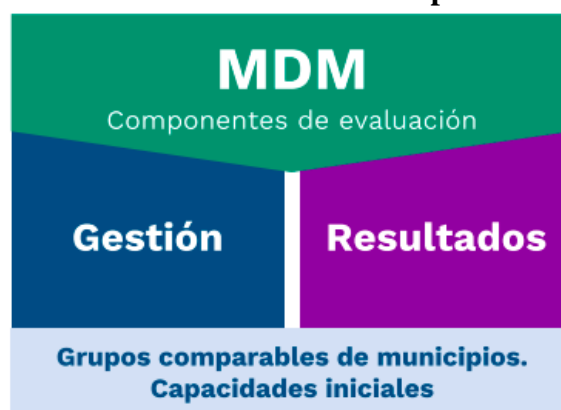 MDM
Componentes de evaluación
Gestión
Resultados
Grupos comparables de municipios.
Capacidades iniciales